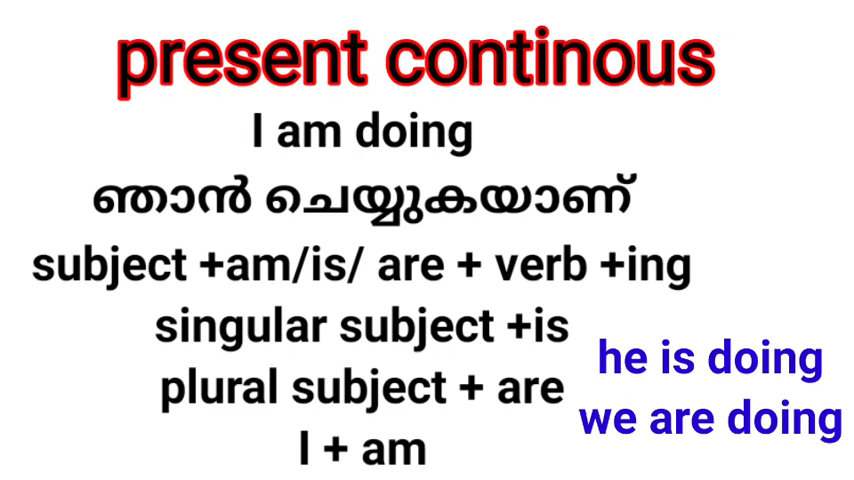 present continous
I am doing
ഞാൻ ചെയ്യുകയാണ്
subject +am/is/ are + verb +ing
singular subject +is
plural subject + are
I + am
he is doing
we are doing